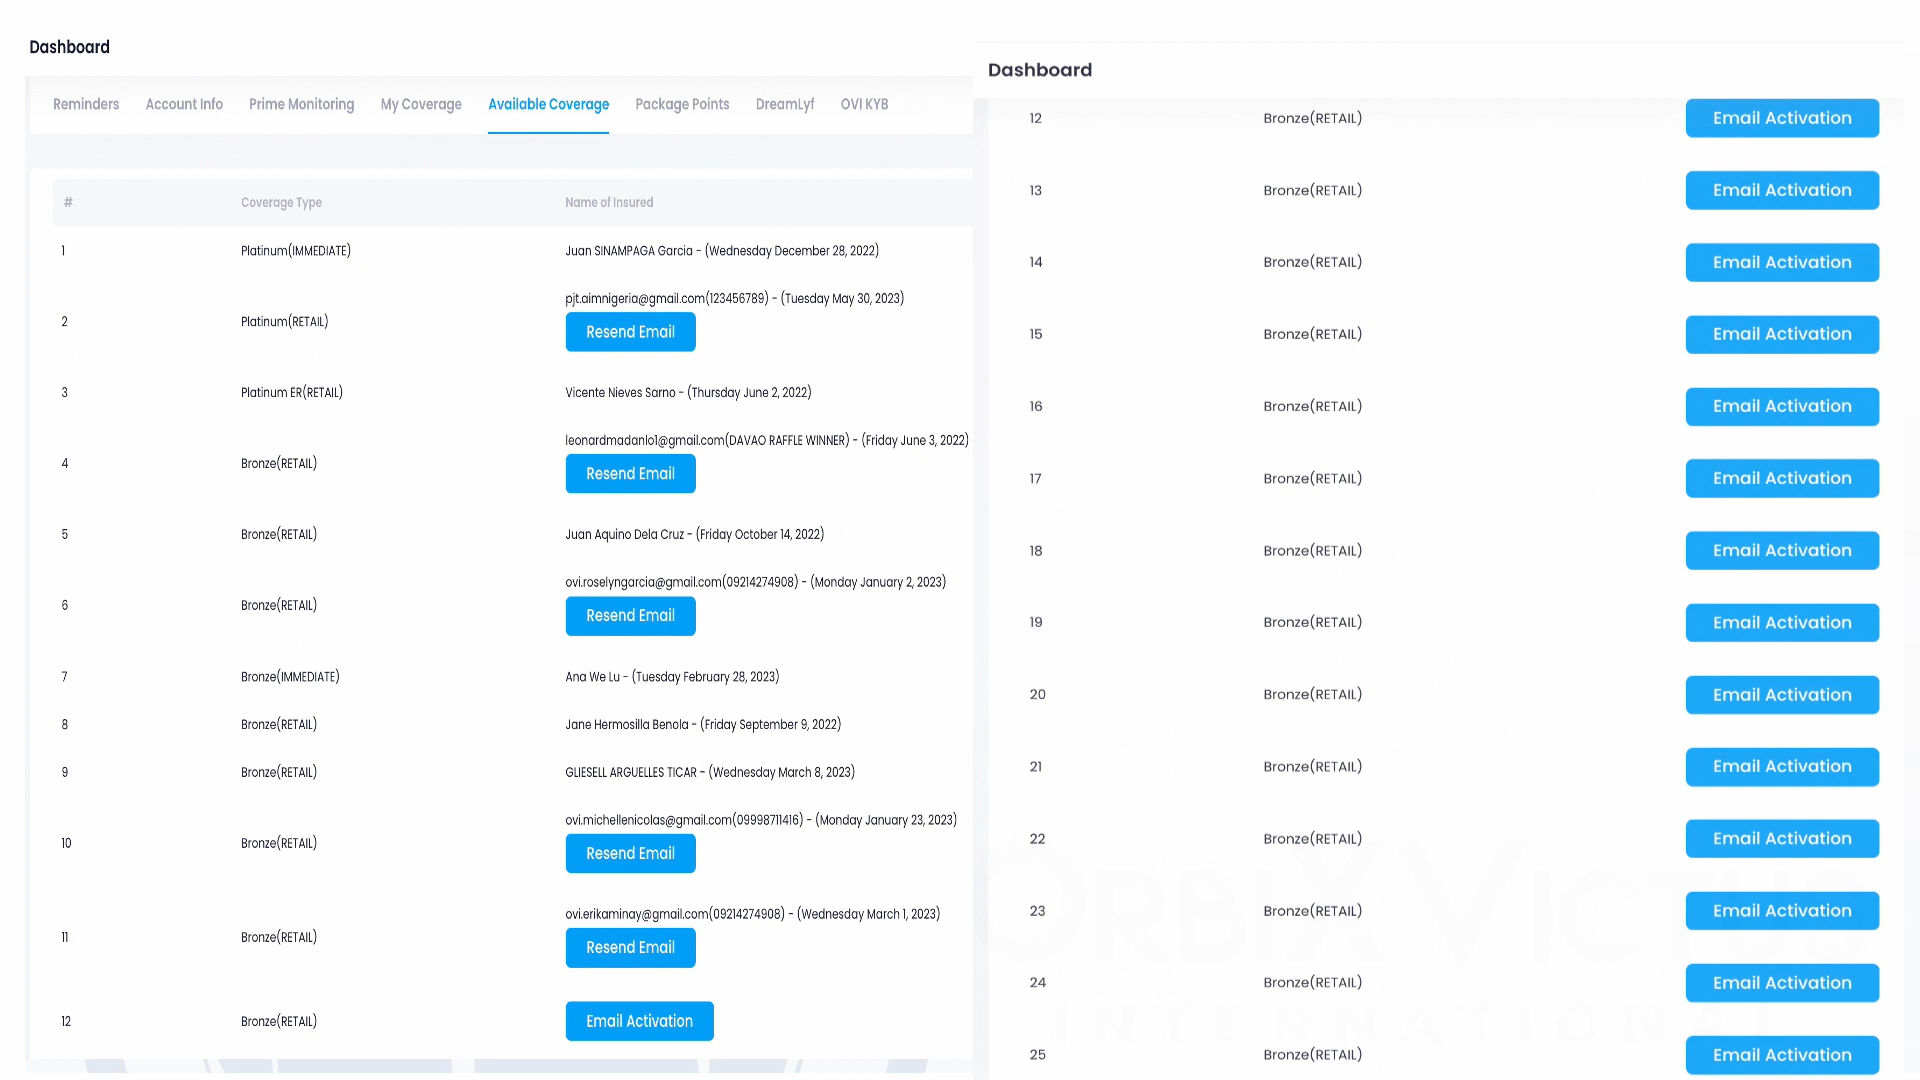 Dashboard
Reminders Account Info Prime Monitoring My Coverage Available Coverage Package Points DreamLyf OVI KYB
# Coverage Type Name of Insured
1 Platinum(IMMEDIATE) Juan SINAMPAGA Garcia - (Wednesday December 28, 2022)
pjt.aimnigeria@gmail.com(123456789) - (Tuesday May 30, 2023)
2 Platinum(RETAIL)
Resend Email
3 Platinum ER(RETAIL) Vicente Nieves Sarno - (Thursday June 2, 2022)
leonardmadanlo1@gmail.com(DAVAO RAFFLE WINNER) - (Friday June 3, 2022)
4 Bronze(RETAIL)
Resend Email
5 Bronze(RETAIL) Juan Aquino Dela Cruz - (Friday October 14, 2022)
ovi.roselyngarcia@gmail.com(09214274908) - (Monday January 2, 2023)
6 Bronze(RETAIL)
Resend Email
7 Bronze(IMMEDIATE) Ana We Lu - (Tuesday February 28, 2023)
8 Bronze(RETAIL) Jane Hermosilla Benola - (Friday September 9, 2022)
9 Bronze(RETAIL) GLIESELL ARGUELLES TICAR - (Wednesday March 8, 2023)
ovi.michellenicolas@gmail.com(09998711416) - (Monday January 23, 2023)
10 Bronze(RETAIL)
Resend Email
ovi.erikaminay@gmail.com(09214274908) - (Wednesday March 1, 2023)
11 Bronze(RETAIL)
Resend Email
12 Bronze(RETAIL) Email Activation
Dashboard
12 Bronze(RETAIL) Email Activation
13 Bronze(RETAIL) Email Activation
14 Bronze(RETAIL) Email Activation
15 Bronze(RETAIL) Email Activation
16 Bronze(RETAIL) Email Activation
17 Bronze(RETAIL) Email Activation
18 Bronze(RETAIL) Email Activation
19 Bronze(RETAIL) Email Activation
20 Bronze(RETAIL) Email Activation
21 Bronze(RETAIL) Email Activation
22 Bronze(RETAIL) Email Activation
23 Bronze(RETAIL) Email Activation
24 Bronze(RETAIL) Email Activation
25 Bronze(RETAIL) Email Activation
ORBIXVICTUS
INTERNATIONAL